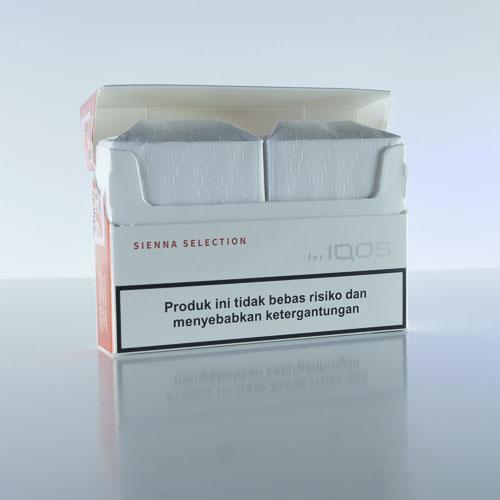 SIENNA SELECTION
for IQOS
Produk ini tidak bebas risiko dan
menyebabkan ketergantungan